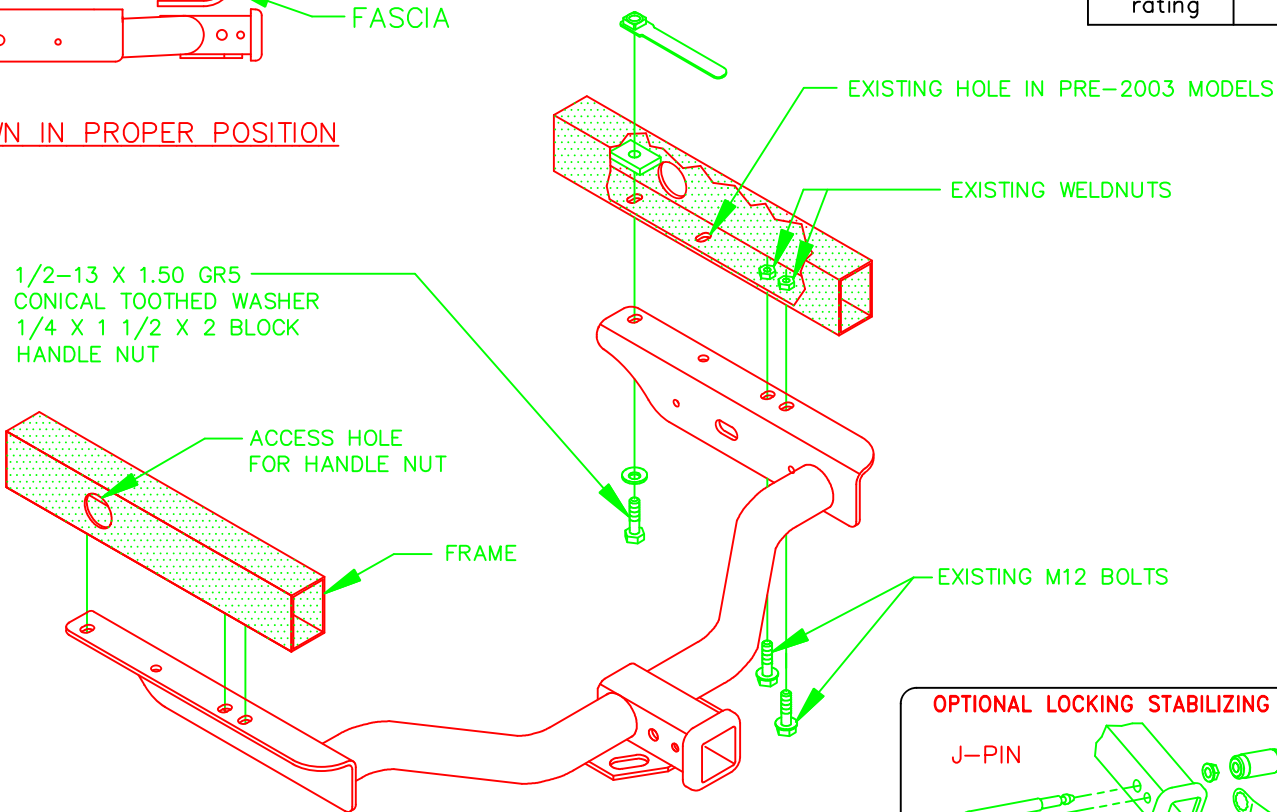 rating
FASCIA
WN IN PROPER POSITION
EXISTING HOLE IN PRE-2003 MODELS
EXISTING WELDNUTS
1/2-13 X 1.50 GR5
CONICAL TOOTHED WASHER
1/4 X 1 1/2 X 2 BLOCK
HANDLE NUT
ACCESS HOLE
FOR HANDLE NUT
FRAME
EXISTING M12 BOLTS
OPTIONAL LOCKING STABILIZING
J-PIN